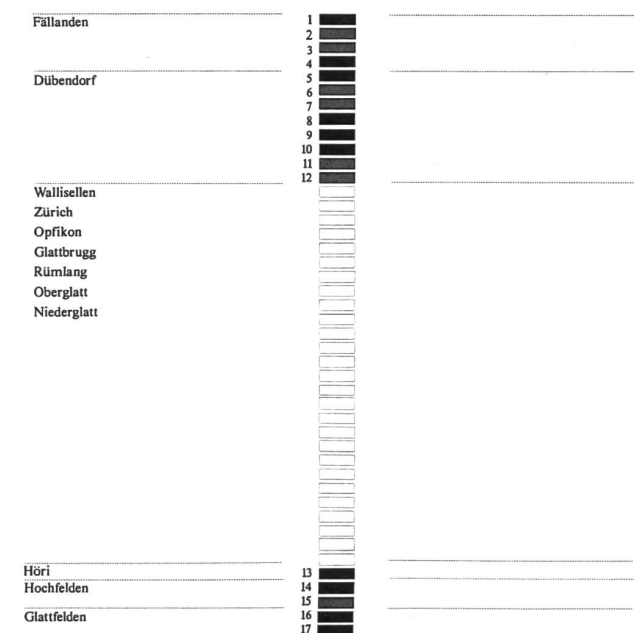 Fällanden 1
2
3
4
Dübendorf 5
6
7
8
9
10
11
12
Wallisellen
Zürich
Opfikon
Glattbrugg
Rümlang
Oberglatt
Niederglatt
Höri 13
Hochfelden 14
15
Glattfelden 16
17